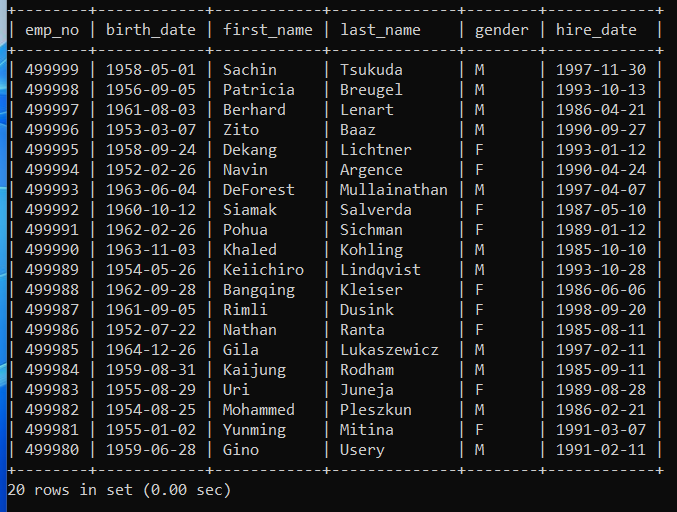 +--------+------------+------------+--------------+--------+------------+
| emp_no | birth_date | first_name | last_name    | gender | hire_date  |
+--------+------------+------------+--------------+--------+------------+
| 499999 | 1958-05-01 | Sachin     | Tsukuda      | M      | 1997-11-30 |
| 499998 | 1956-09-05 | Patricia   | Breugel      | M      | 1993-10-13 |
| 499997 | 1961-08-03 | Berhard    | Lenart       | M      | 1986-04-21 |
| 499996 | 1953-03-07 | Zito       | Baaz         | M      | 1990-09-27 |
| 499995 | 1958-09-24 | Dekang     | Lichtner     | F      | 1993-01-12 |
| 499994 | 1952-02-26 | Navin      | Argence      | F      | 1990-04-24 |
| 499993 | 1963-06-04 | DeForest   | Mullainathan | M      | 1997-04-07 |
| 499992 | 1960-10-12 | Siamak     | Salverda     | F      | 1987-05-10 |
| 499991 | 1962-02-26 | Pohua      | Sichman      | F      | 1989-01-12 |
| 499990 | 1963-11-03 | Khaled     | Kohling      | M      | 1985-10-10 |
| 499989 | 1954-05-26 | Keiichiro  | Lindqvist    | M      | 1993-10-28 |
| 499988 | 1962-09-28 | Bangqing   | Kleiser      | F      | 1986-06-06 |
| 499987 | 1961-09-05 | Rimli      | Dusink       | F      | 1998-09-20 |
| 499986 | 1952-07-22 | Nathan     | Ranta        | F      | 1985-08-11 |
| 499985 | 1964-12-26 | Gila       | Lukaszewicz  | M      | 1997-02-11 |
| 499984 | 1959-08-31 | Kaijung    | Rodham       | M      | 1985-09-11 |
| 499983 | 1955-08-29 | Uri        | Juneja       | F      | 1989-08-28 |
| 499982 | 1954-08-25 | Mohammed   | Pleszkun     | M      | 1986-02-21 |
| 499981 | 1955-01-02 | Yunming    | Mitina       | F      | 1991-03-07 |
| 499980 | 1959-06-28 | Gino       | Usery        | M      | 1991-02-11 |
+--------+------------+------------+--------------+--------+------------+
20 rows in set (0.00 sec)